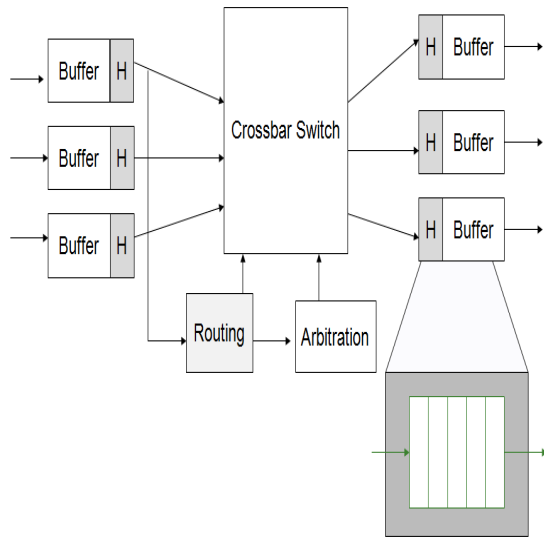 Buffer H
Buffer H
Buffer H
Crossbar Switch
H Buffer
H Buffer
H Buffer
Routing
Arbitration